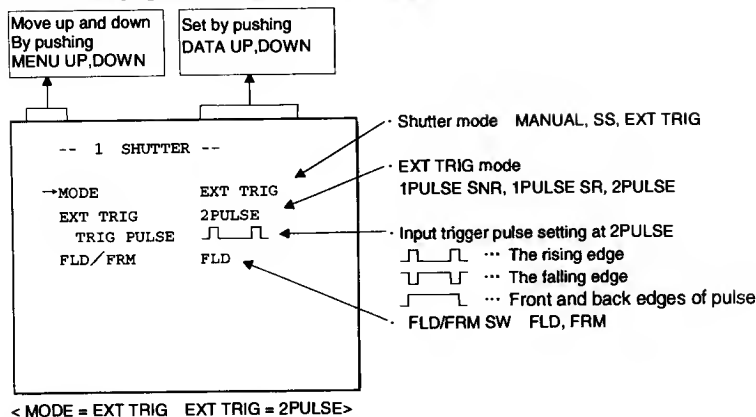 Move up and down
By pushing
MENU UP,DOWN
Set by pushing
DATA UP,DOWN
-- 1 SHUTTER --
→MODE EXT TRIG
EXT TRIG 2PULSE
TRIG PULSE
FLD/FRM FLD
· Shutter mode MANUAL, SS, EXT TRIG
· EXT TRIG mode
1PULSE SNR, 1PULSE SR, 2PULSE
· Input trigger pulse setting at 2PULSE
··· The rising edge
··· The falling edge
··· Front and back edges of pulse
· FLD/FRM SW FLD, FRM
< MODE = EXT TRIG EXT TRIG = 2PULSE>